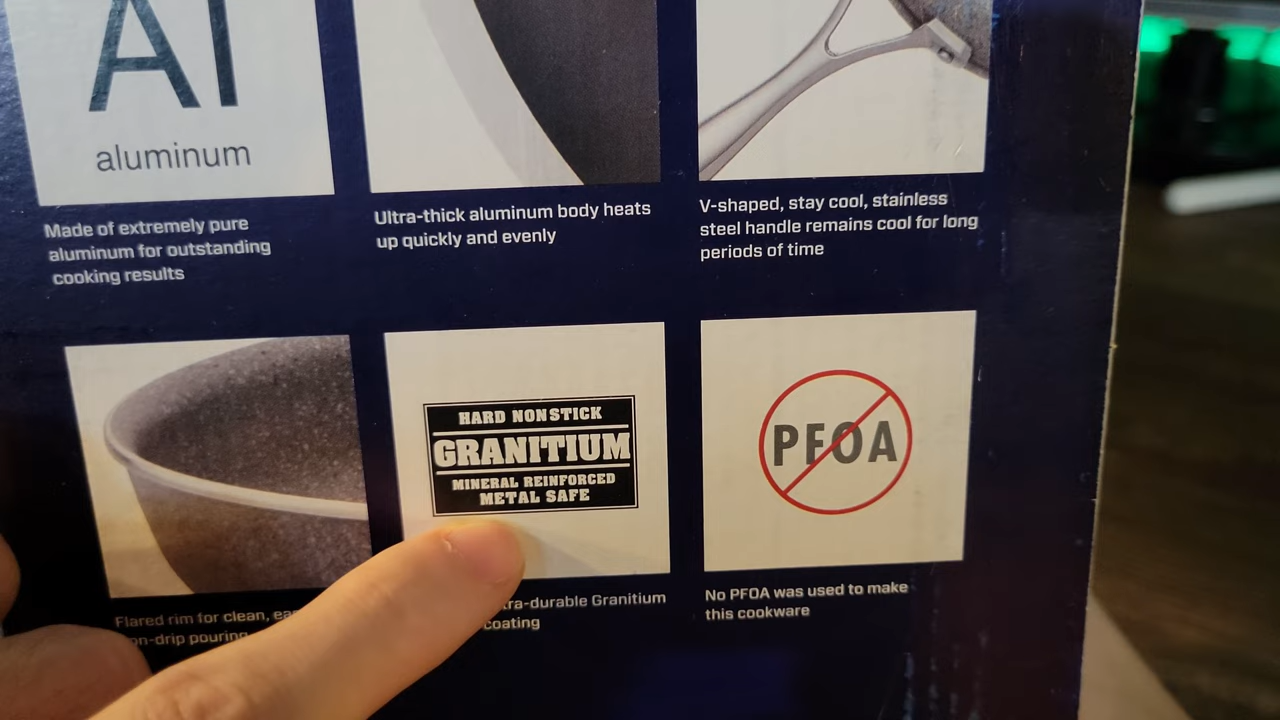 Al
aluminum
Made of extremely pure
aluminum for outstanding
cooking results
Ultra-thick aluminum body heats
up quickly and evenly
V-shaped, stay cool, stainless
steel handle remains cool for long
periods of time
Flared rim for clean,
on-drip pouring
HARD NONSTICK
GRANITIUM
MINERAL REINFORCED
METAL SAFE
tra-durable Granitium
coating
PFOA
No PFOA was used to make
this cookware